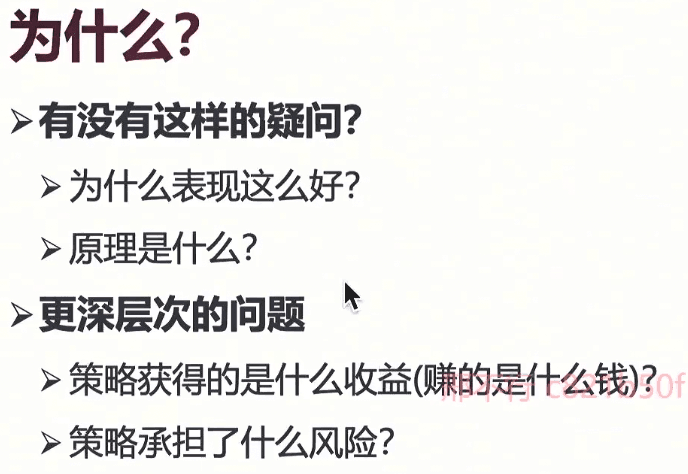 为什么?
➢有没有这样的疑问?
➢为什么表现这么好?
➢原理是什么?
➢更深层次的问题
➢策略获得的是什么收益(赚的是什么钱)?
➢策略承担了什么风险?